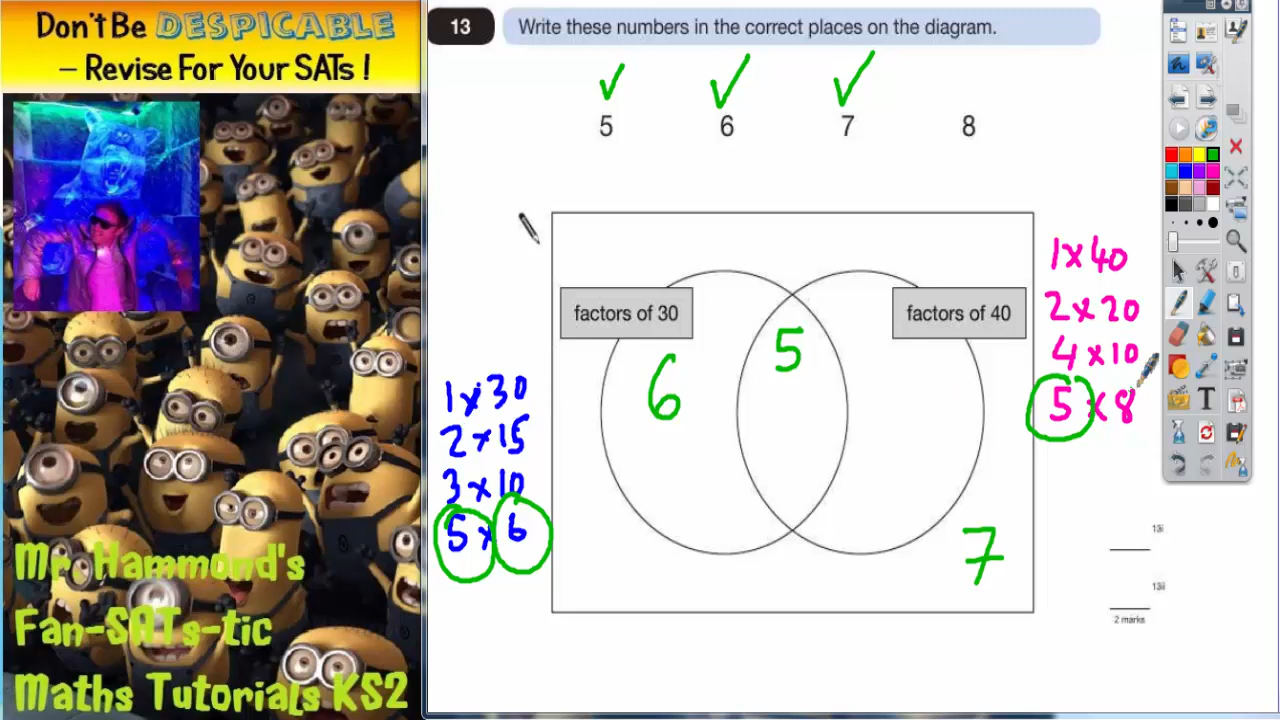 Don't Be DESPICABLE
– Revise For Your SATs !
13 Write these numbers in the correct places on the diagram.
5 6 7 8
factors of 30
factors of 40
6
5
7
1x30
2x15
3x10
5x6
1x40
2x20
4x10
5x8
T
13i
13ii
2 marks
Mr. Hammond's
Fan-SATs-tic
Maths Tutorials KS2